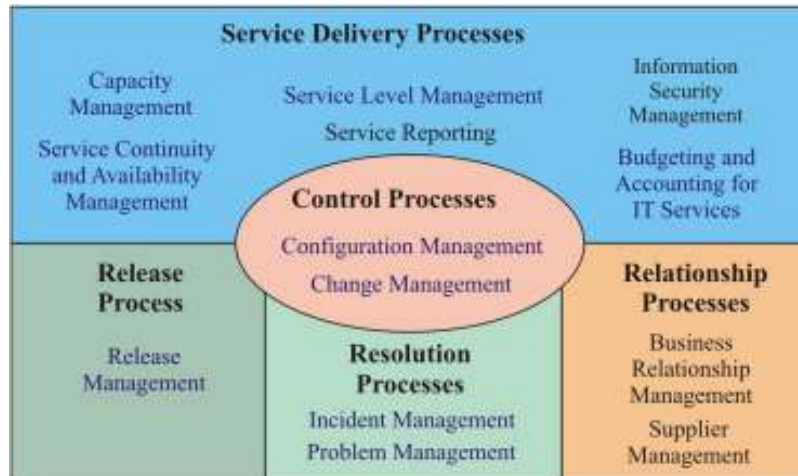 Service Delivery Processes
Capacity
Management
Service Continuity
and Availability
Management
Service Level Management
Service Reporting
Information
Security
Management
Budgeting and
Accounting for
IT Services
Control Processes
Configuration Management
Change Management
Release
Process
Release
Management
Resolution
Processes
Incident Management
Problem Management
Relationship
Processes
Business
Relationship
Management
Supplier
Management